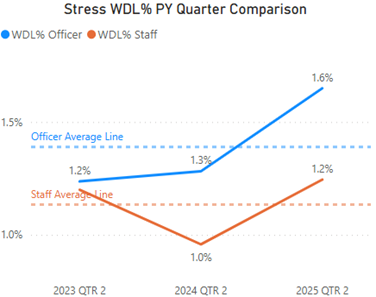 Stress WDL% PY Quarter Comparison
WDL% Officer WDL% Staff
1.6%
1.5%
Officer Average Line
1.3%
1.2%
1.2%
Staff Average Line
1.0%
1.0%
2023 QTR 2 2024 QTR 2 2025 QTR 2